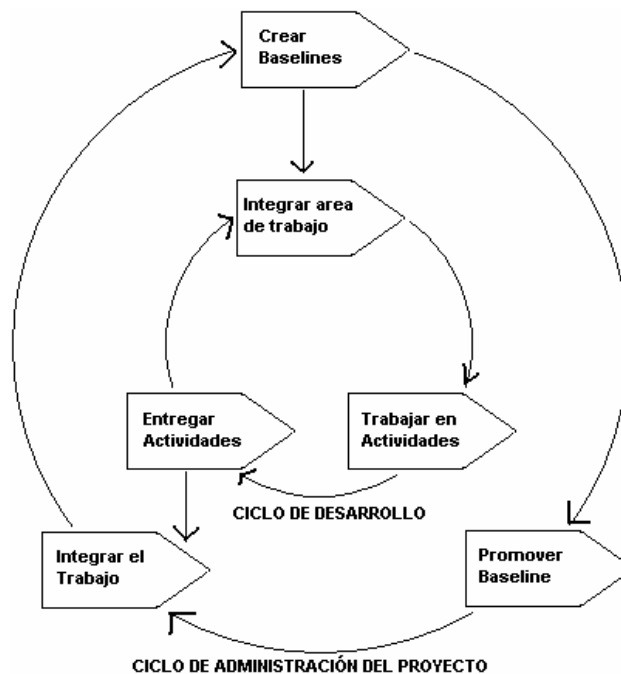 Crear
Baselines
Integrar area
de trabajo
Entregar
Actividades
Trabajar en
Actividades
CICLO DE DESARROLLO
Integrar el
Trabajo
Promover
Baseline
CICLO DE ADMINISTRACIÓN DEL PROYECTO